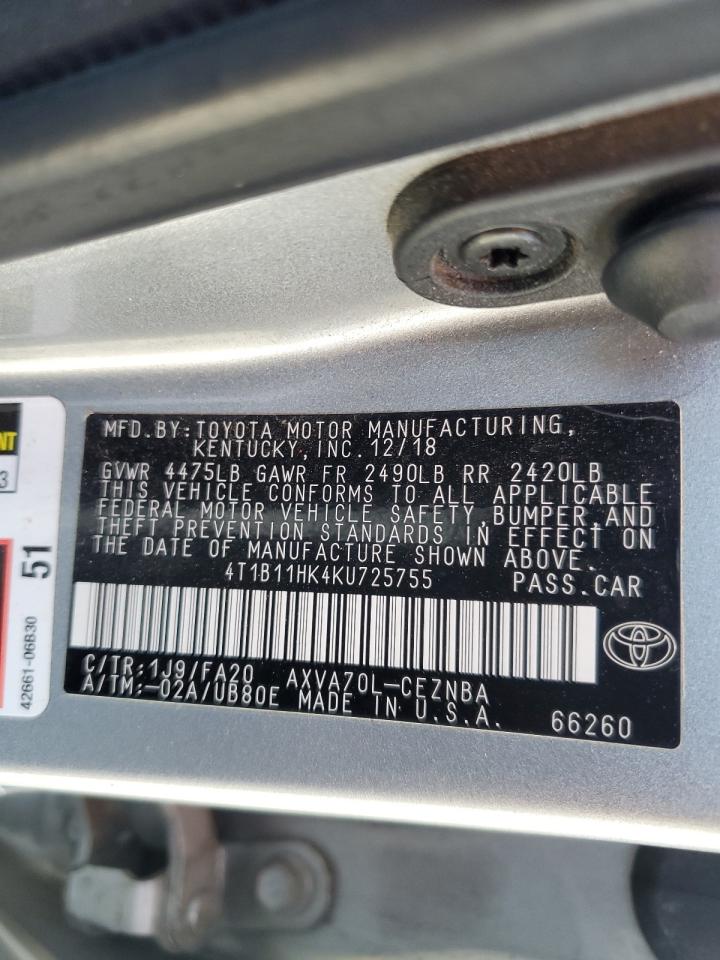 MFD.BY:TOYOTA MOTOR MANUFACTURING,
KENTUCKY, INC. 12/18
GVWR 4475LB GAWR FR 2490LB RR 2420LB
THIS VEHICLE CONFORMS TO ALL APPLICABLE
FEDERAL MOTOR VEHICLE SAFETY,BUMPER,AND
THEFT PREVENTION STANDARDS IN EFFECT ON
THE DATE OF MANUFACTURE SHOWN ABOVE.
4T1B11HK4KU725755 PASS.CAR
C/TR:1J9/FA20 AXVA70L-CEZNBA
A/TM:-02A/UB80E MADE IN U.S.A. 66260
51
42661-06B30